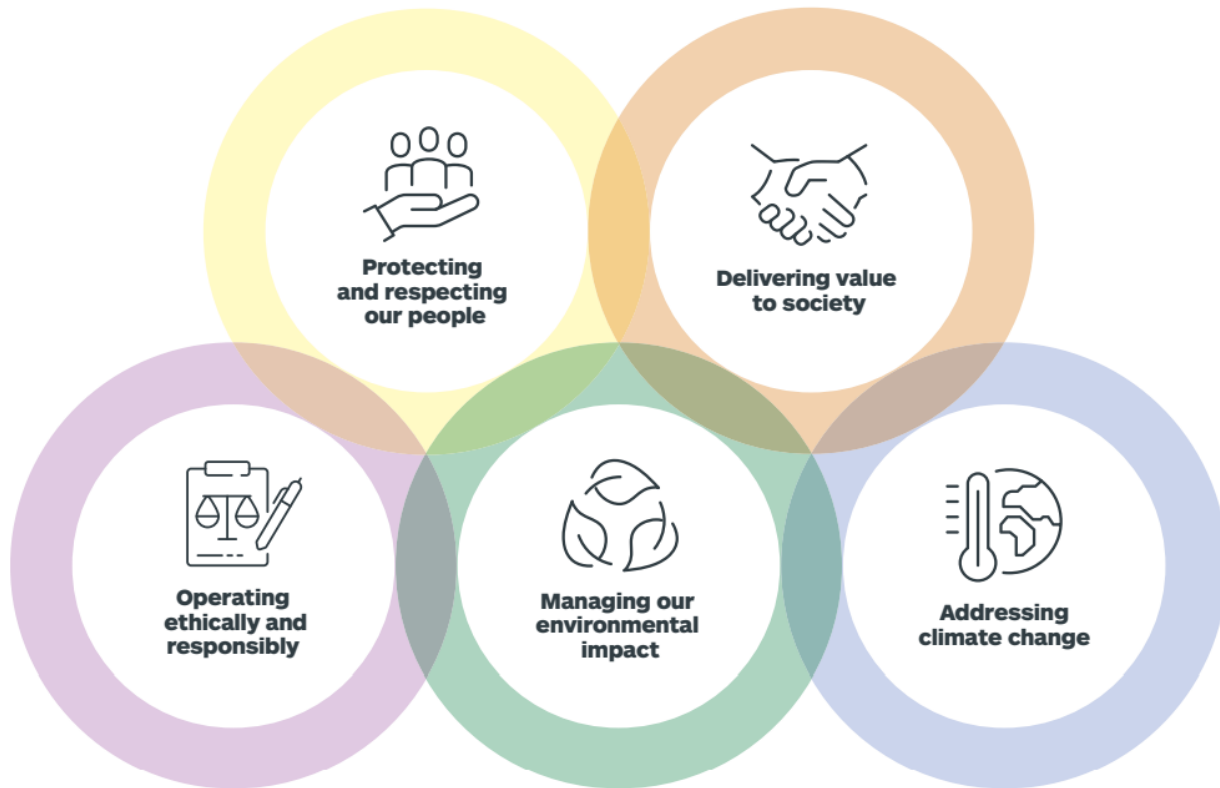 Protecting
and respecting
our people
Delivering value
to society
Operating
ethically and
responsibly
Managing our
environmental
impact
Addressing
climate change